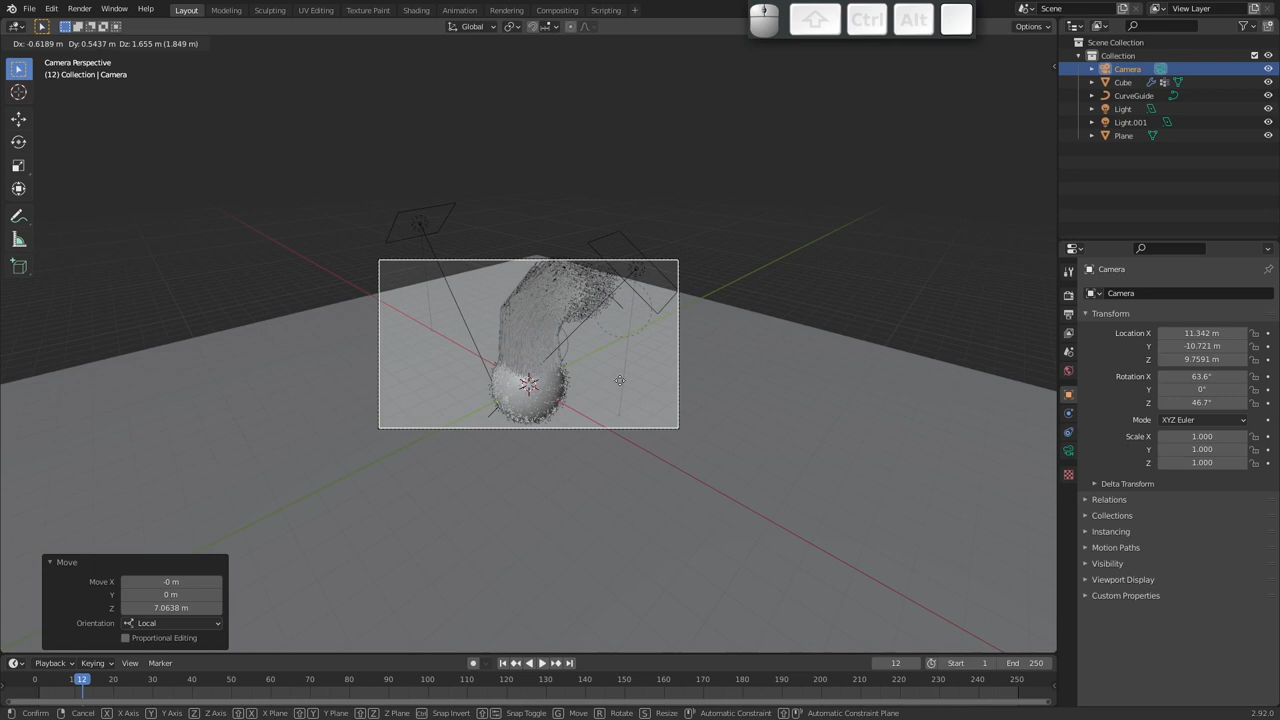 File Edit Render Window Help Layout Modeling Sculpting UV Editing Texture Paint Shading Animation Rendering Compositing Scripting + Scene View Layer
Global Options
Ctrl Alt
Dx: -0.6189 m Dy: 0.5437 m Dz: 1.655 m (1.849 m)
Camera Perspective
(12) Collection | Camera
Scene Collection
Collection
Camera
Cube
CurveGuide
Light
Light.001
Plane
Camera
Camera
Transform
Location X 11.342 m
Y -10.721 m
Z 9.7591 m
Rotation X 63.6°
Y 0°
Z 46.7°
Mode XYZ Euler
Scale X 1.000
Y 1.000
Z 1.000
Delta Transform
Relations
Collections
Instancing
Motion Paths
Visibility
Viewport Display
Custom Properties
Move
Move X -0 m
Y 0 m
Z 7.0638 m
Orientation Local
Proportional Editing
Playback Keying View Marker 12 Start 1 End 250
0 12 20 30 40 50 60 70 80 90 100 110 120 130 140 150 160 170 180 190 200 210 220 230 240 250
Confirm Cancel X X Axis Y Y Axis Z Z Axis X X Plane Y Y Plane Z Z Plane Ctrl Snap Invert Snap Toggle G Move R Rotate S Resize Automatic Constraint Automatic Constraint Plane 2.92.0